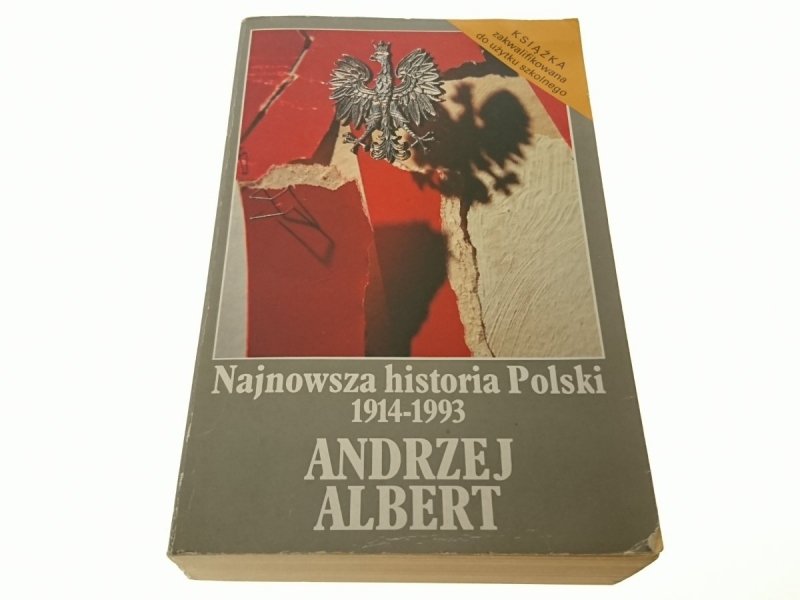 KSIĄŻKA
zakwalifikowana
do użytku szkolnego
Najnowsza historia Polski
1914-1993
ANDRZEJ
ALBERT